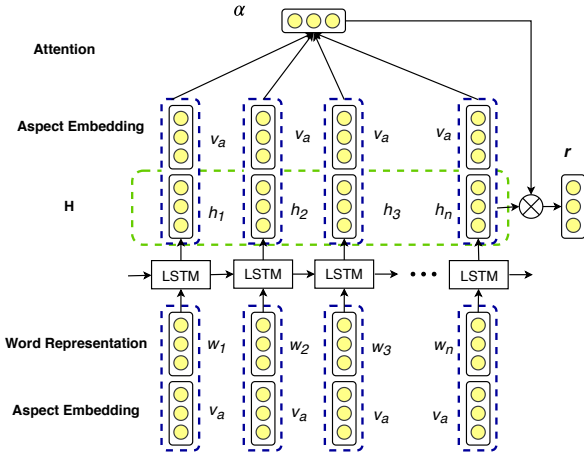 α
Attention
Aspect Embedding v_a v_a v_a v_a
r
H h_1 h_2 h_3 h_n
LSTM LSTM LSTM ••• LSTM
Word Representation w_1 w_2 w_3 w_n
Aspect Embedding v_a v_a v_a v_a